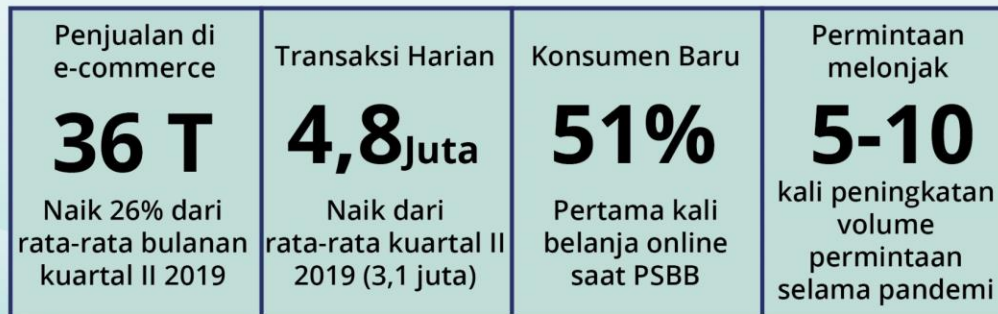 Penjualan di
e-commerce
36 T
Naik 26% dari
rata-rata bulanan
kuartal II 2019
Transaksi Harian
4,8 Juta
Naik dari
rata-rata kuartal II
2019 (3,1 juta)
Konsumen Baru
51%
Pertama kali
belanja online
saat PSBB
Permintaan
melonjak
5-10
kali peningkatan
volume
permintaan
selama pandemi